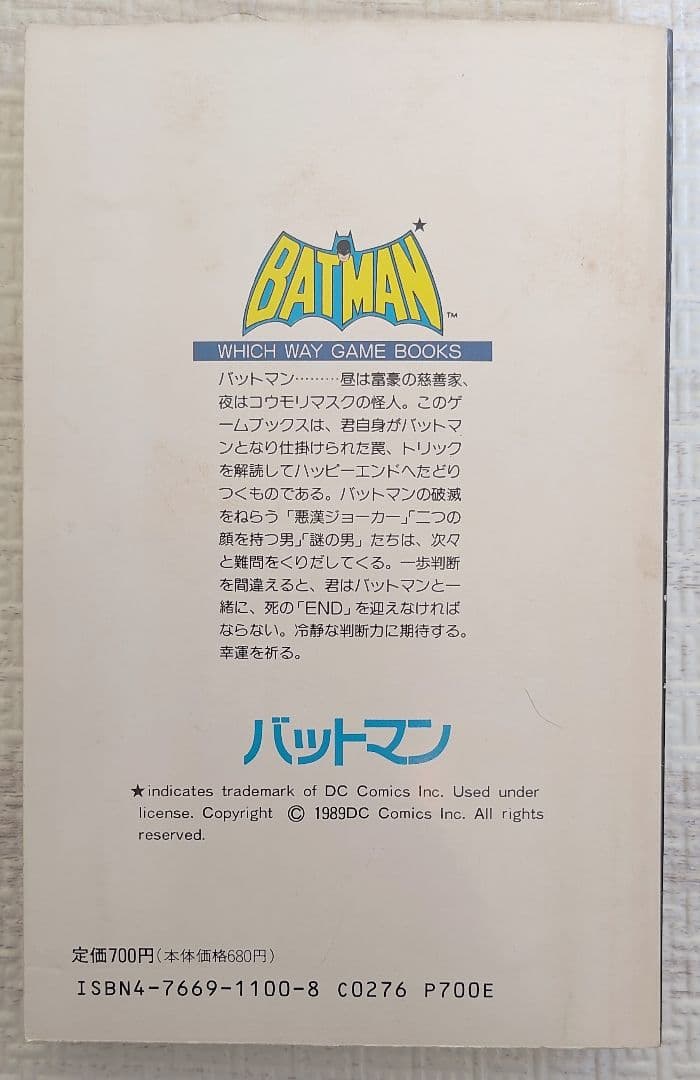 BATMAN★
TM
WHICH WAY GAME BOOKS
バットマン………昼は富豪の慈善家、
夜はコウモリマスクの怪人。このゲ
ームブックスは、君自身がバットマ
ンとなり仕掛けられた罠、トリック
を解読してハッピーエンドへたどり
つくものである。バットマンの破滅
をねらう「悪漢ジョーカー」「二つの
顔を持つ男」「謎の男」たちは、次々
と難問をくりだしてくる。一歩判断
を間違えると、君はバットマンと一
緒に、死の「END」を迎えなければ
ならない。冷静な判断力に期待する。
幸運を祈る。
バットマン
★indicates trademark of DC Comics Inc. Used under
license. Copyright © 1989DC Comics Inc. All rights
reserved.
定価700円(本体価格680円)
ISBN4-7669-1100-8 C0276 P700E